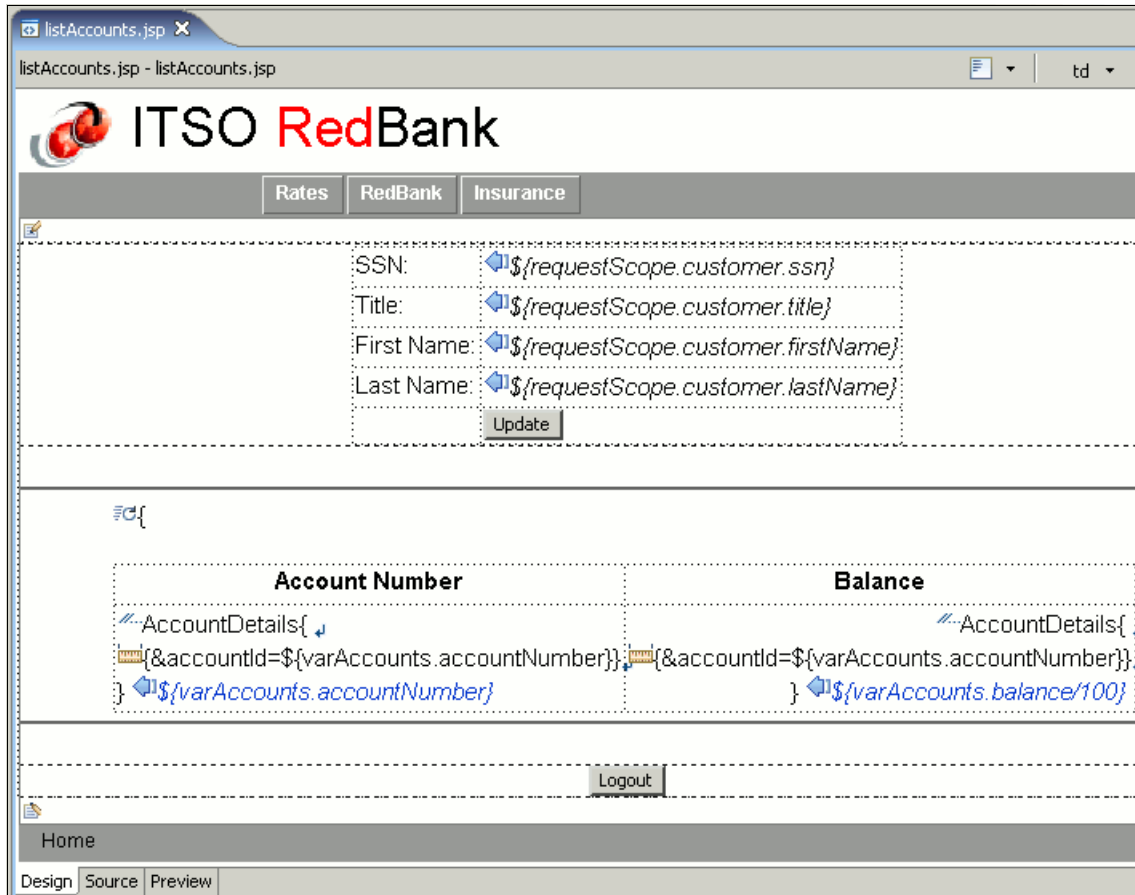 listAccounts.jsp
listAccounts.jsp - listAccounts.jsp
td
ITSO RedBank
Rates RedBank Insurance
SSN: ${requestScope.customer.ssn}
Title: ${requestScope.customer.title}
First Name: ${requestScope.customer.firstName}
Last Name: ${requestScope.customer.lastName}
Update
{
Account Number Balance
AccountDetails{ AccountDetails{
{&accountId=${varAccounts.accountNumber}} {&accountId=${varAccounts.accountNumber}}
} ${varAccounts.accountNumber} } ${varAccounts.balance/100}
Logout
Home
Design Source Preview